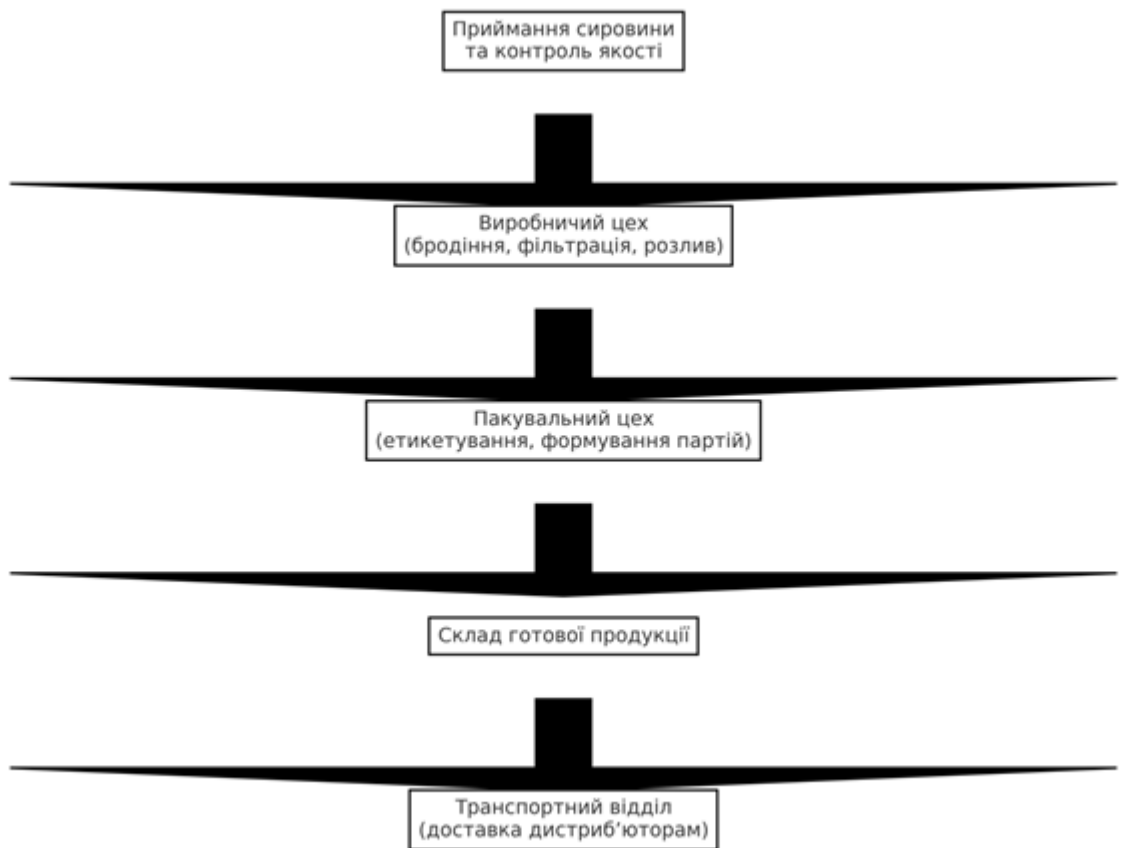 Приймання сировини
та контроль якості
Виробничий цех
(бродіння, фільтрація, розлив)
Пакувальний цех
(етикетування, формування партій)
Склад готової продукції
Транспортний відділ
(доставка дистриб’юторам)